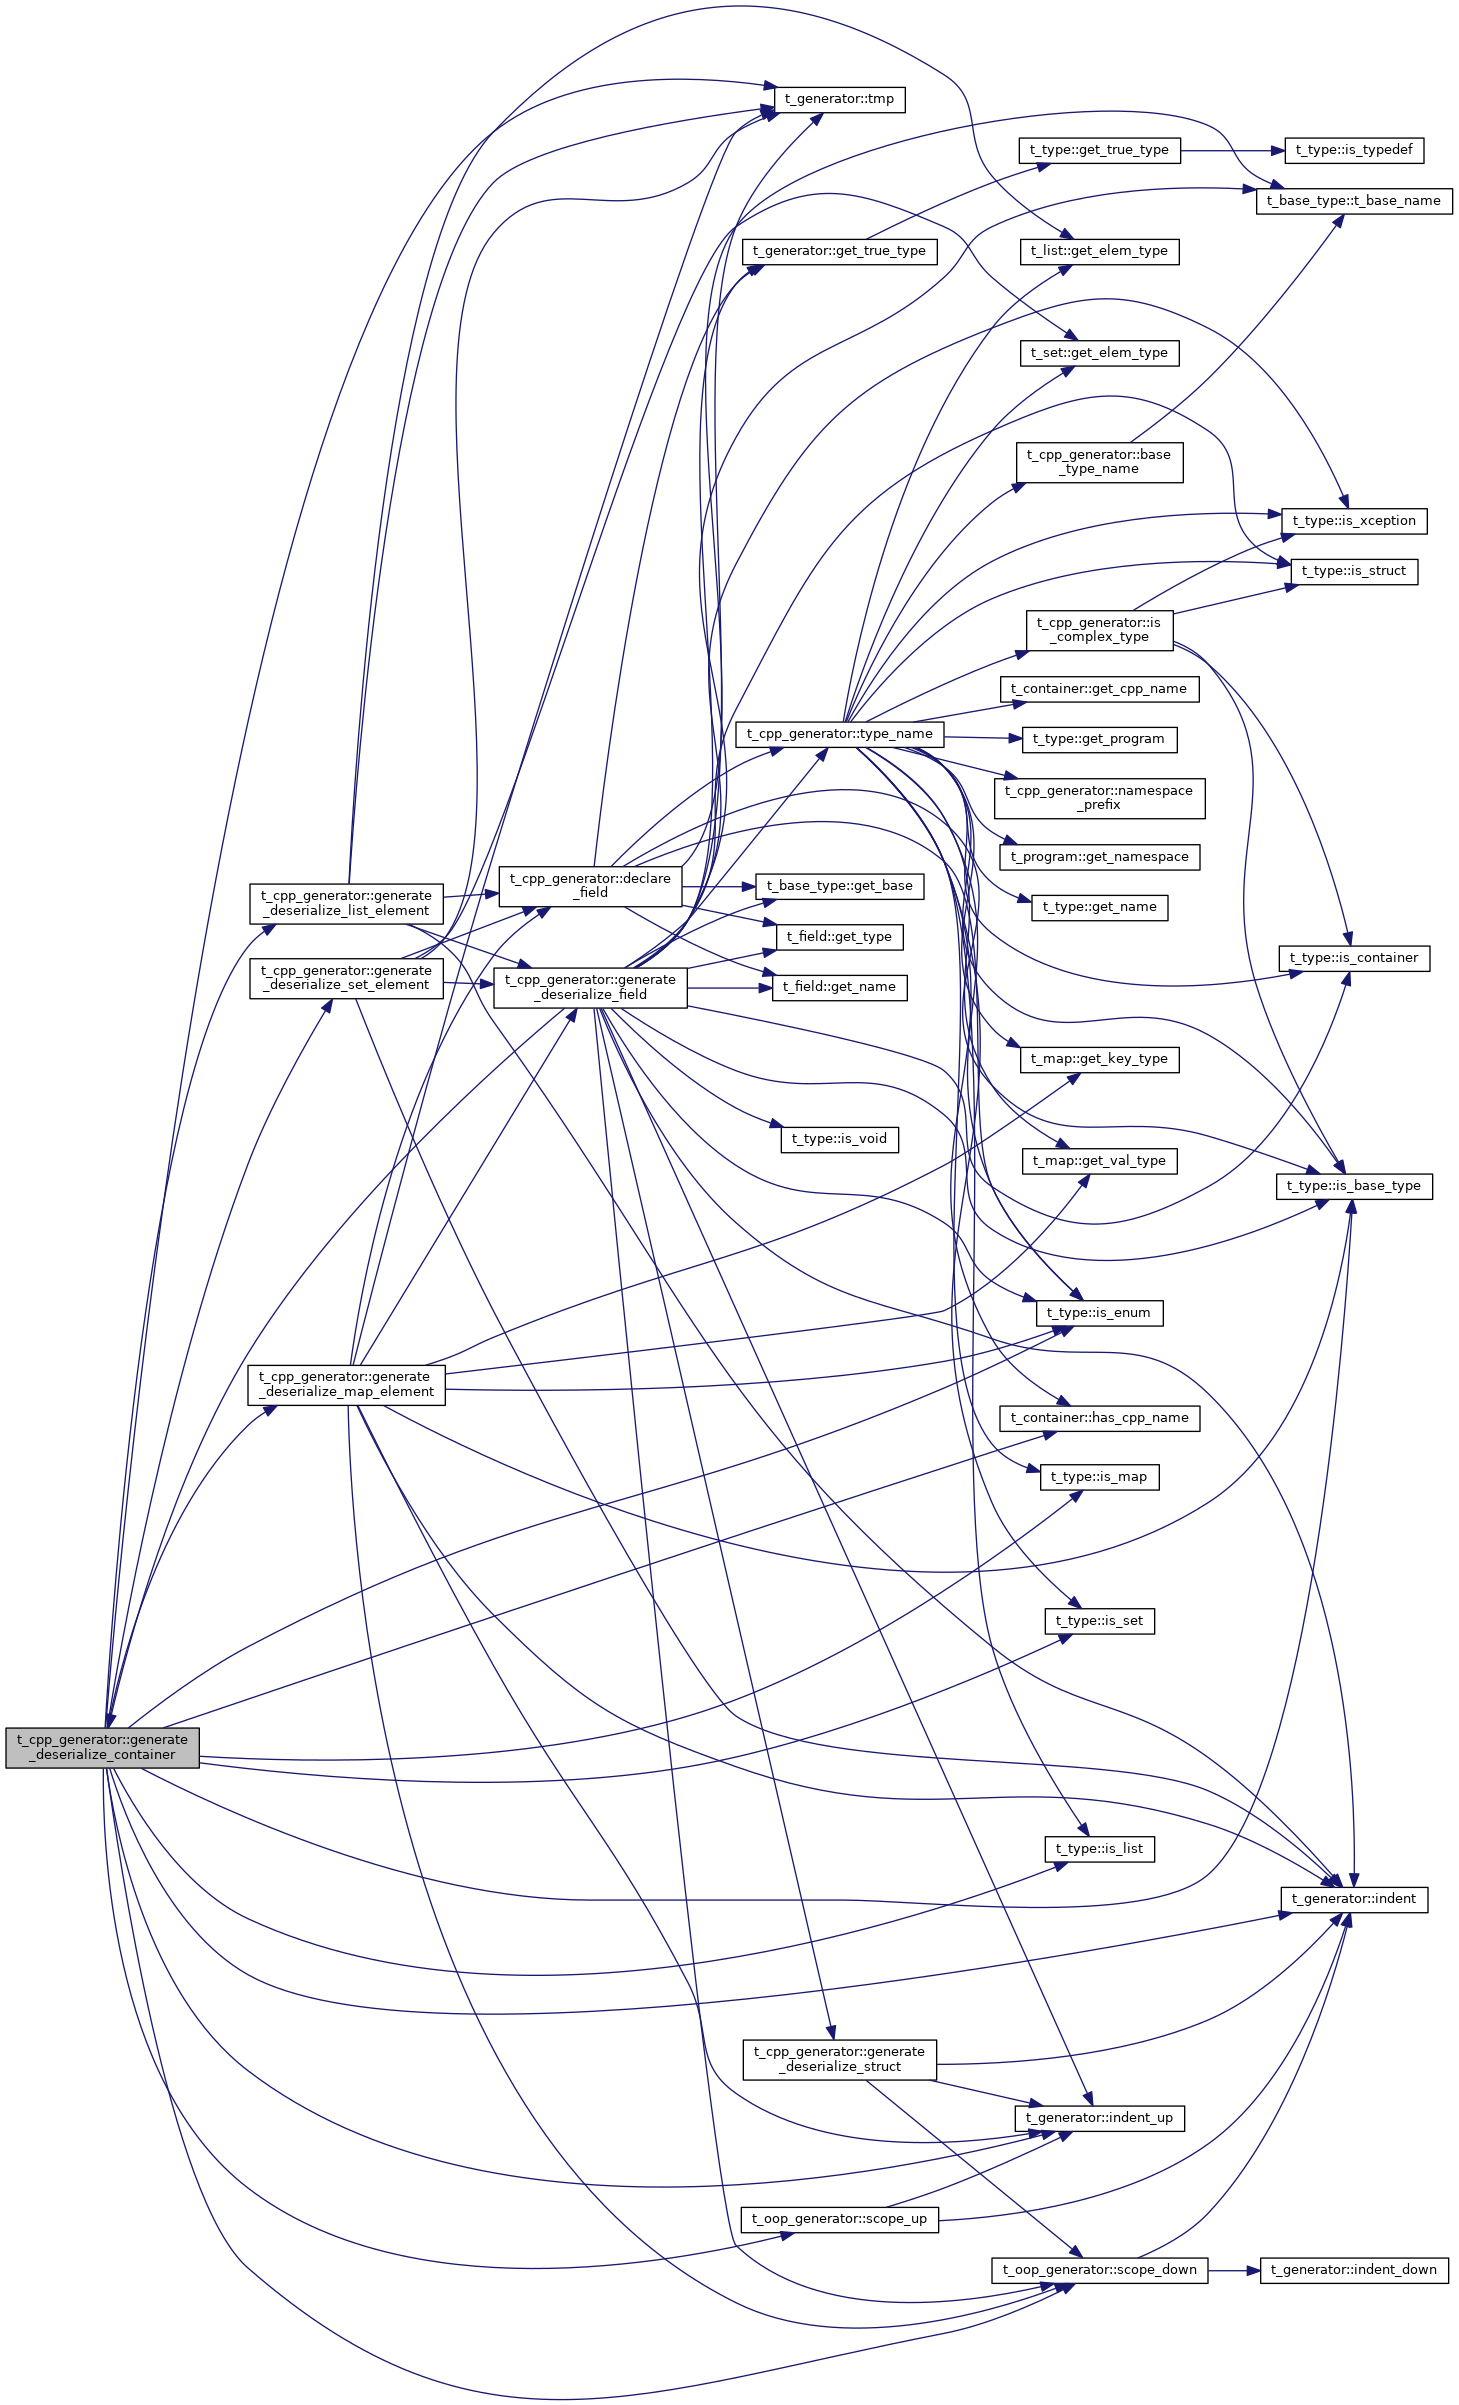 t_generator::tmp
t_type::get_true_type
t_type::is_typedef
t_base_type::t_base_name
t_generator::get_true_type
t_list::get_elem_type
t_set::get_elem_type
t_cpp_generator::base
_type_name
t_type::is_xception
t_type::is_struct
t_cpp_generator::is
_complex_type
t_container::get_cpp_name
t_cpp_generator::type_name
t_type::get_program
t_cpp_generator::namespace
_prefix
t_program::get_namespace
t_cpp_generator::declare
_field
t_base_type::get_base
t_cpp_generator::generate
_deserialize_list_element
t_type::get_name
t_field::get_type
t_type::is_container
t_cpp_generator::generate
_deserialize_set_element
t_cpp_generator::generate
_deserialize_field
t_field::get_name
t_map::get_key_type
t_type::is_void
t_map::get_val_type
t_type::is_base_type
t_type::is_enum
t_cpp_generator::generate
_deserialize_map_element
t_container::has_cpp_name
t_type::is_map
t_type::is_set
t_cpp_generator::generate
_deserialize_container
t_type::is_list
t_generator::indent
t_cpp_generator::generate
_deserialize_struct
t_generator::indent_up
t_oop_generator::scope_up
t_oop_generator::scope_down
t_generator::indent_down